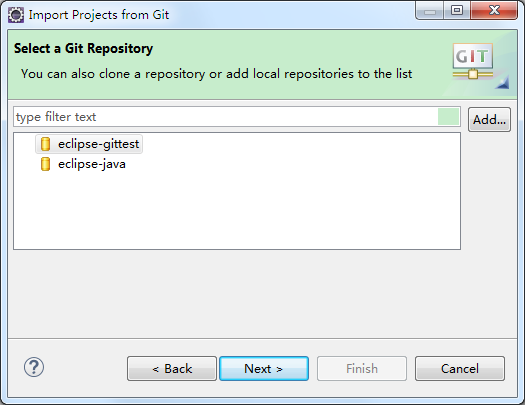 Import Projects from Git
Select a Git Repository
You can also clone a repository or add local repositories to the list
GIT
type filter text
Add...
eclipse-gittest
eclipse-java
?
< Back
Next >
Finish
Cancel